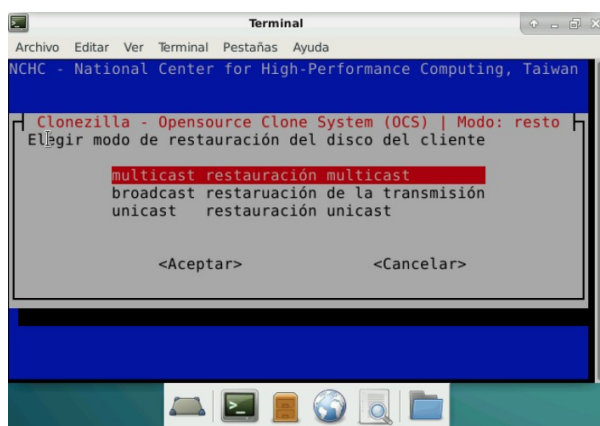 Terminal
Archivo Editar Ver Terminal Pestañas Ayuda
NCHC - National Center for High-Performance Computing, Taiwan
Clonezilla - Opensource Clone System (OCS) | Modo: resto
Elegir modo de restauración del disco del cliente
multicast restauración multicast
broadcast restaruación de la transmisión
unicast restauración unicast
<Aceptar> <Cancelar>